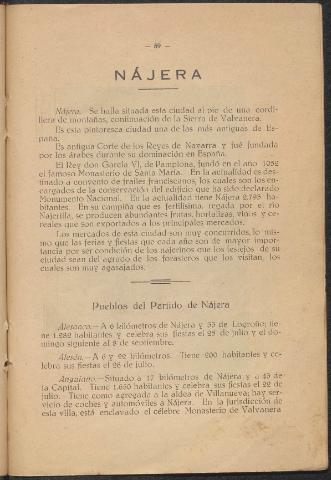 — 89 —
NÁJERA
Nájera. Se halla situada esta ciudad al pie de una cordi-
llera de montañas, continuación de la Sierra de Valvanera.
Es esta pintoresca ciudad una de las más antiguas de Es-
paña.
Es antigua Corte de los Reyes de Navarra y fué fundada
por los árabes durante su dominación en España.
El Rey don García VI, de Pamplona, fundó en el año 1052
el famoso Monasterio de Santa María. En la actualidad es des-
tinado a convento de frailes franciscanos, los cuales son los en-
cargados de la conservación del edificio que ha sido declarado
Monumento Nacional. En la actualidad tiene Nájera 2.795 ha-
bitantes. En su campiña que es fertilísima, regada por el río
Najerilla, se producen abundantes frutas, hortalizas, vinos y ce-
reales que son exportados a los principales mercados.
Los mercados de esta ciudad son muy concurridos, lo mis-
mo que las ferias y fiestas que cada año son de mayor impor-
tancia por ser condición de los najerinos que los festejos de su
ciudad sean del agrado de los forasteros que los visitan, los
cuales son muy agasajados.
Pueblos del Partido de Nájera
Alesanco.—A 6 kilómetros de Nájera y 33 de Logroño; tie-
ne 1.282 habitantes y celebra sus fiestas el 25 de julio y el do-
mingo siguiente al 8 de septiembre.
Alesón.—A 6 y 22 kilómetros. Tiene 200 habitantes y ce-
lebra sus fiestas el 26 de julio.
Anguiano.—Situado a 17 kilómetros de Nájera y a 43 de
la Capital. Tiene 1.650 habitantes y celebra sus fiestas el 22 de
julio. Tiene como agregado a la aldea de Villanueva; hay ser-
vicio de coches y automóviles a Nájera. En la jurisdicción de
esta villa, está enclavado el célebre Monasterio de Valvanera